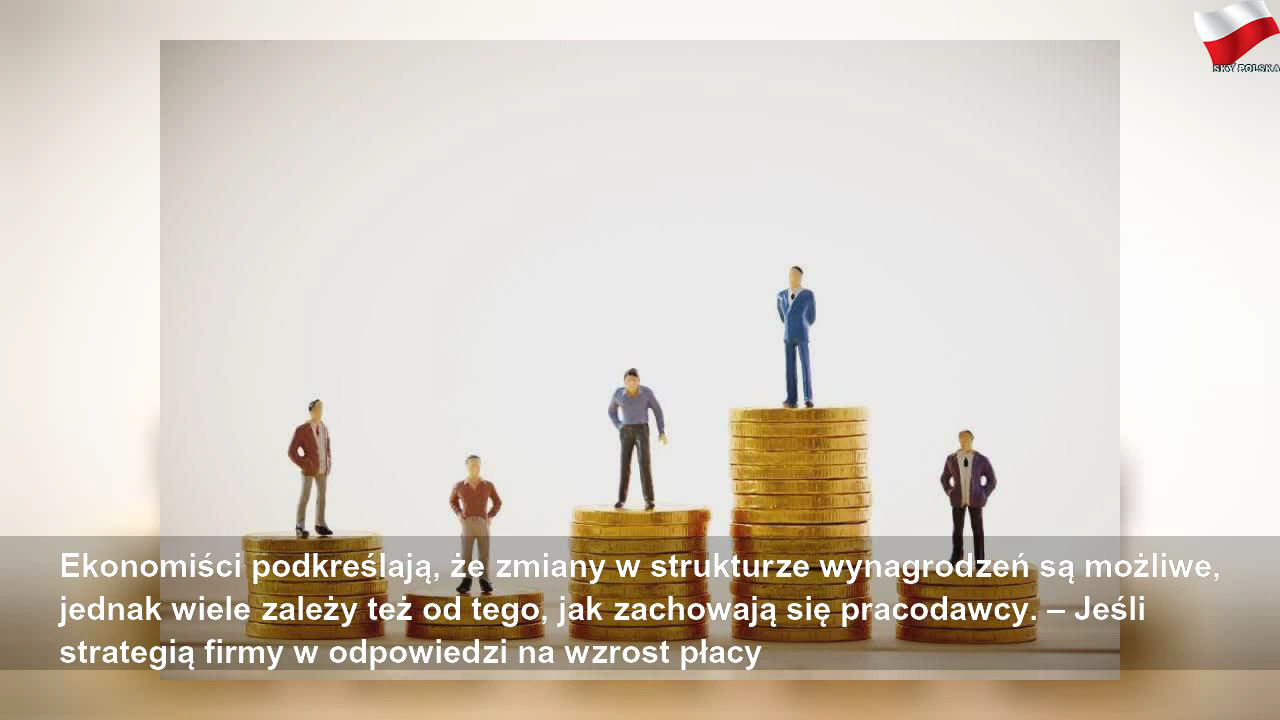 SKY POLSKA
Ekonomiści podkreślają, że zmiany w strukturze wynagrodzeń są możliwe,
jednak wiele zależy też od tego, jak zachowają się pracodawcy. – Jeśli
strategią firmy w odpowiedzi na wzrost płacy